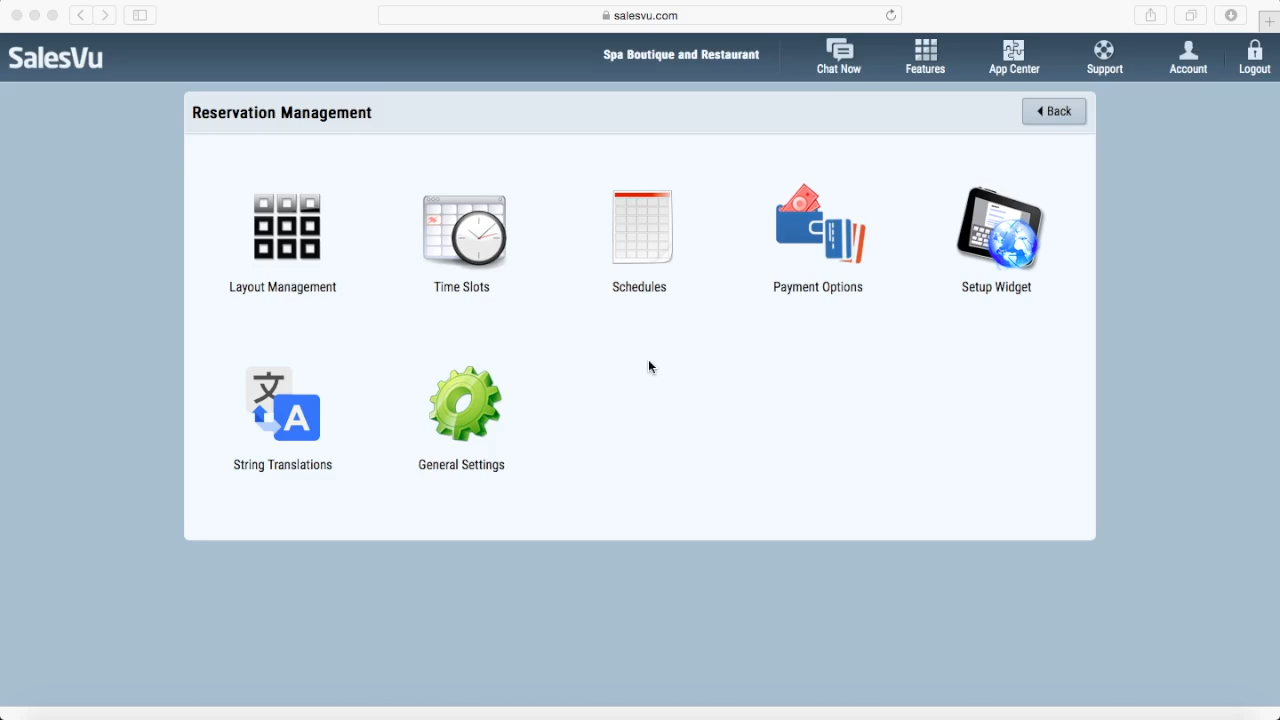 salesvu.com
SalesVu
Spa Boutique and Restaurant
Chat Now
Features
App Center
Support
Account
Logout
Reservation Management
Back
Layout Management
Time Slots
Schedules
Payment Options
Setup Widget
文
A
String Translations
General Settings